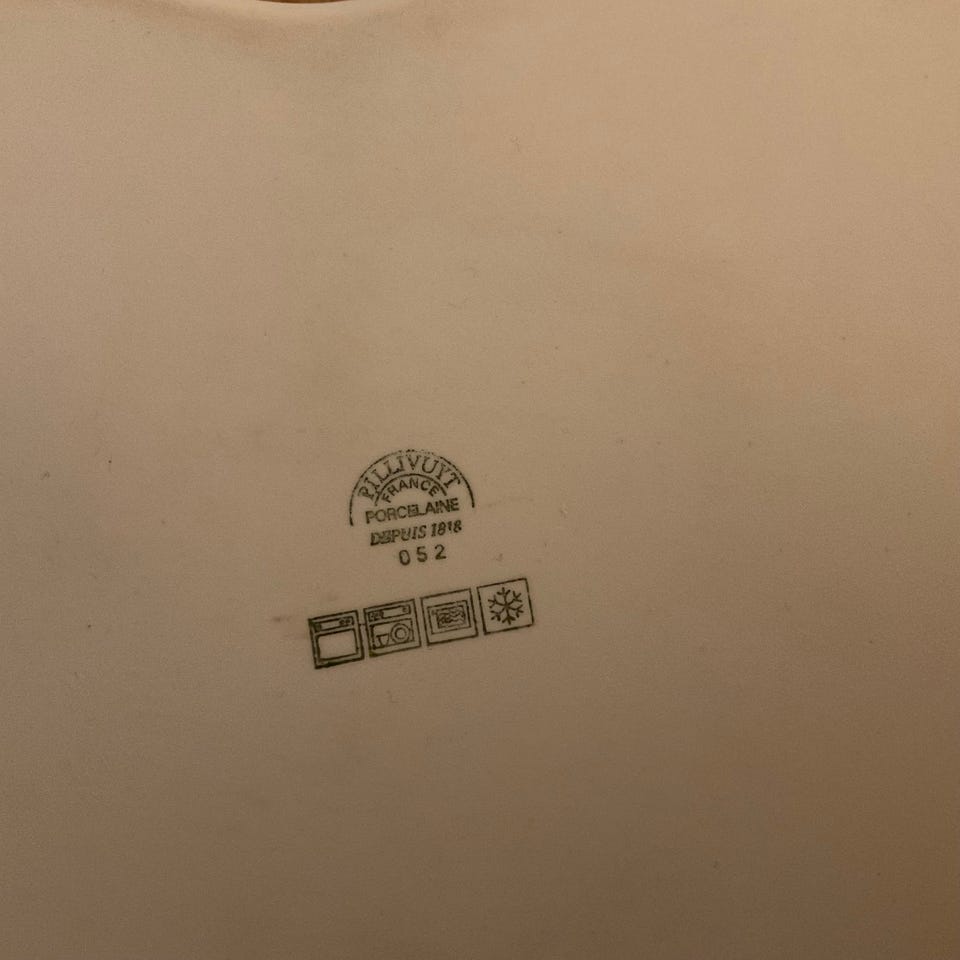 PILLIVUYT
FRANCE
PORCELAINE
DEPUIS 1818
052